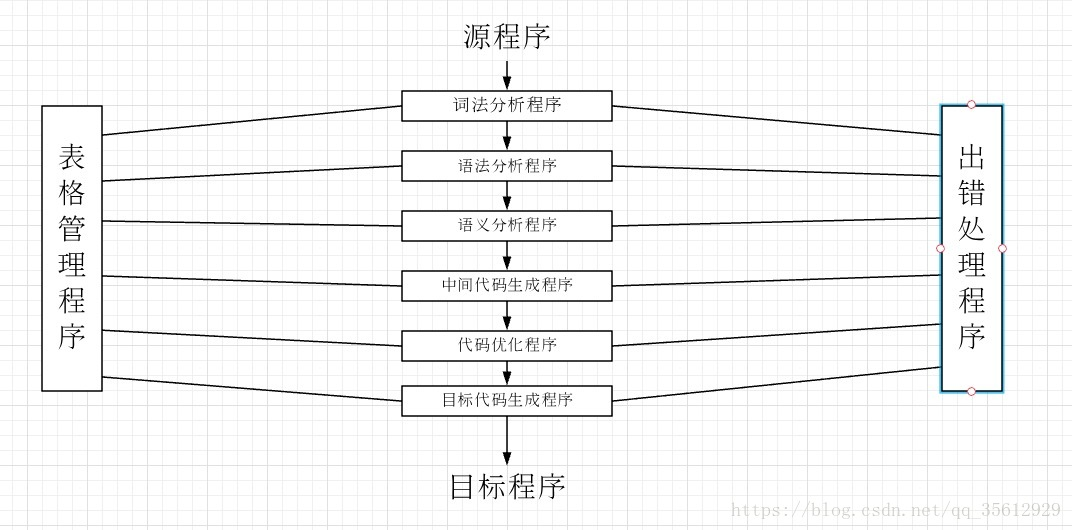 源程序
词法分析程序
语法分析程序
语义分析程序
中间代码生成程序
代码优化程序
目标代码生成程序
目标程序
表格管理程序
出错处理程序
https://blog.csdn.net/qq_35612929